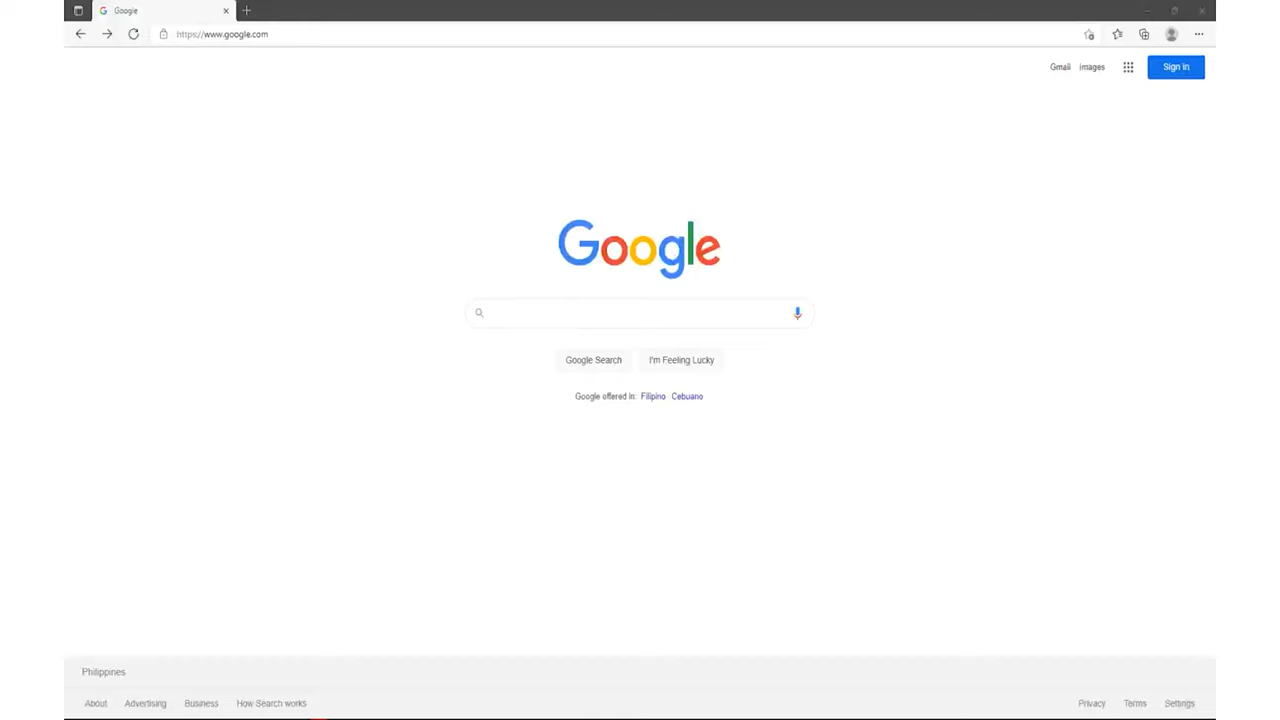 Google
https://www.google.com
Gmail Images Sign in
Google
Google Search I'm Feeling Lucky
Google offered in: Filipino Cebuano
Philippines
About Advertising Business How Search works Privacy Terms Settings